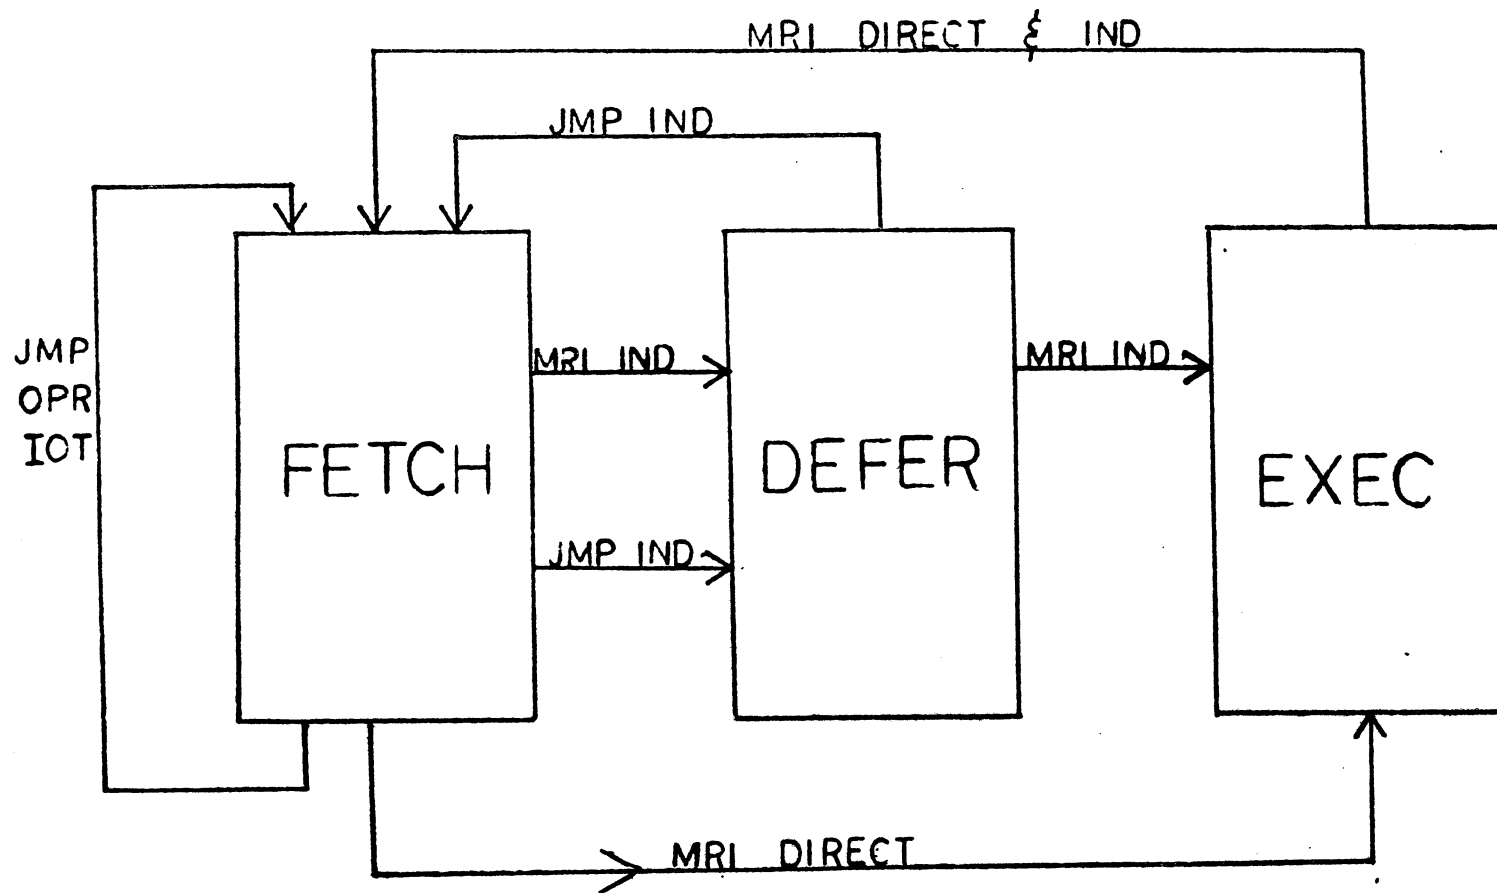 MRI DIRECT & IND
JMP IND
JMP
OPR
IOT
MRI IND
MRI IND
FETCH
DEFER
EXEC
JMP IND
MRI DIRECT